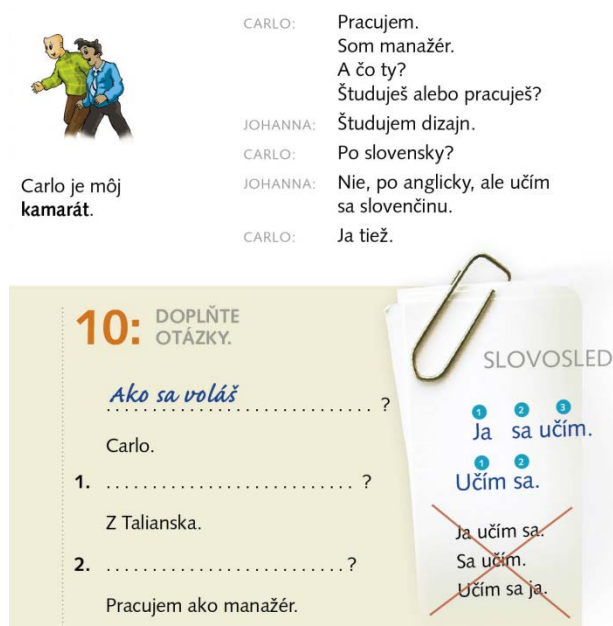 CARLO: Pracujem.
Som manažér.
A čo ty?
Študuješ alebo pracuješ?
JOHANNA: Študujem dizajn.
CARLO: Po slovensky?
JOHANNA: Nie, po anglicky, ale učím
sa slovenčinu.
CARLO: Ja tiež.
Carlo je môj
kamarát.
10: DOPLŇTE
OTÁZKY.
Ako sa voláš ?
Carlo.
1. ............................ ?
Z Talianska.
2. ...........................?
Pracujem ako manažér.
SLOVOSLED
1 2 3
Ja sa učím.
1 2
Učím sa.
Ja učím sa.
Sa učím.
Učím sa ja.